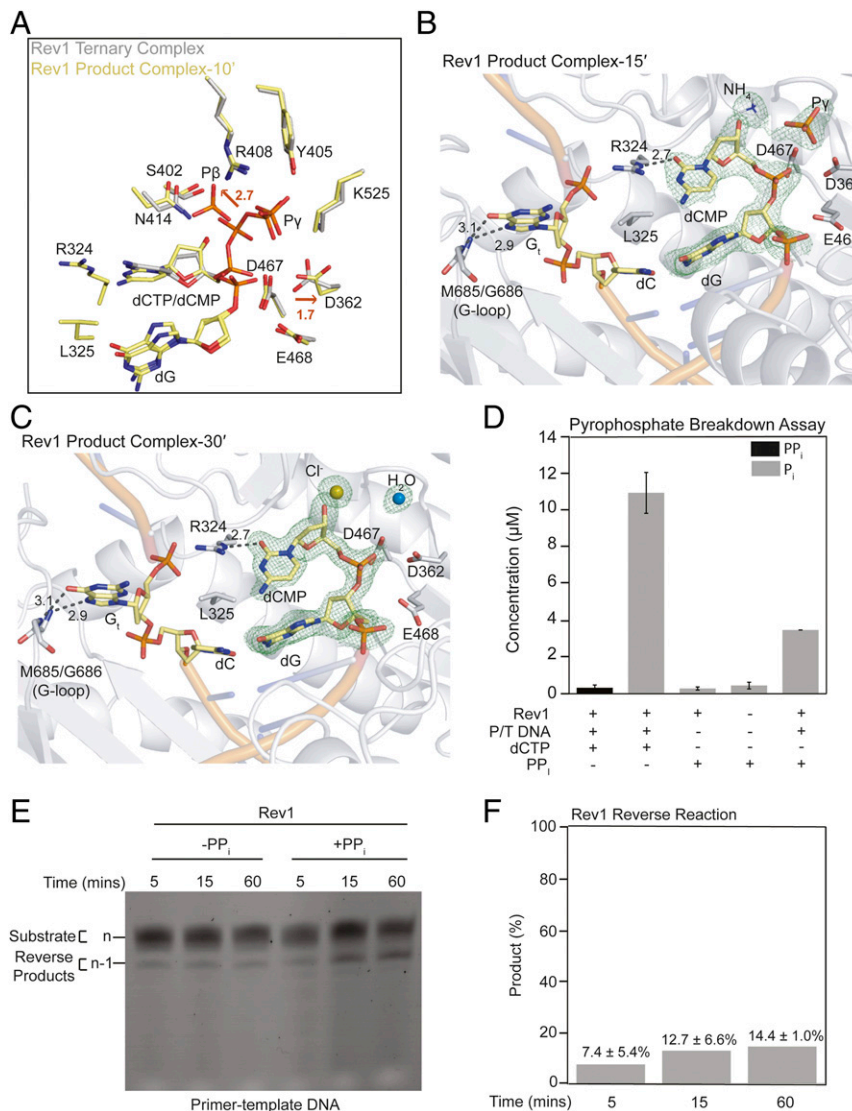 A
Rev1 Ternary Complex
Rev1 Product Complex-10'
R408
Y405
S402
Pβ
2.7
N414
Pγ
K525
R324
D467
dCTP/dCMP
D362
1.7
L325
E468
dG
B
Rev1 Product Complex-15′
NH4
Pγ
R324
2.7
D467
D36
dCMP
3.1
L325
E46
2.9
Gt
M685/G686
(G-loop)
dC
dG
C
Rev1 Product Complex-30′
Cl-
H2O
R324
2.7
D467
D362
dCMP
3.1
L325
2.9
Gt
E468
M685/G686
(G-loop)
dC
dG
D
Pyrophosphate Breakdown Assay
14
12
10
8
6
4
2
0
Concentration (µM)
PPi
Pi
Rev1 + + + - +
P/T DNA + + - - +
dCTP + + - - -
PPi - - + + +
E
Rev1
-PPi +PPi
Time (mins) 5 15 60 5 15 60
Substrate n
Reverse
Products n-1
Primer-template DNA
F
Rev1 Reverse Reaction
100
80
60
40
20
0
Product (%)
7.4 ± 5.4%
12.7 ± 6.6%
14.4 ± 1.0%
Time (mins) 5 15 60